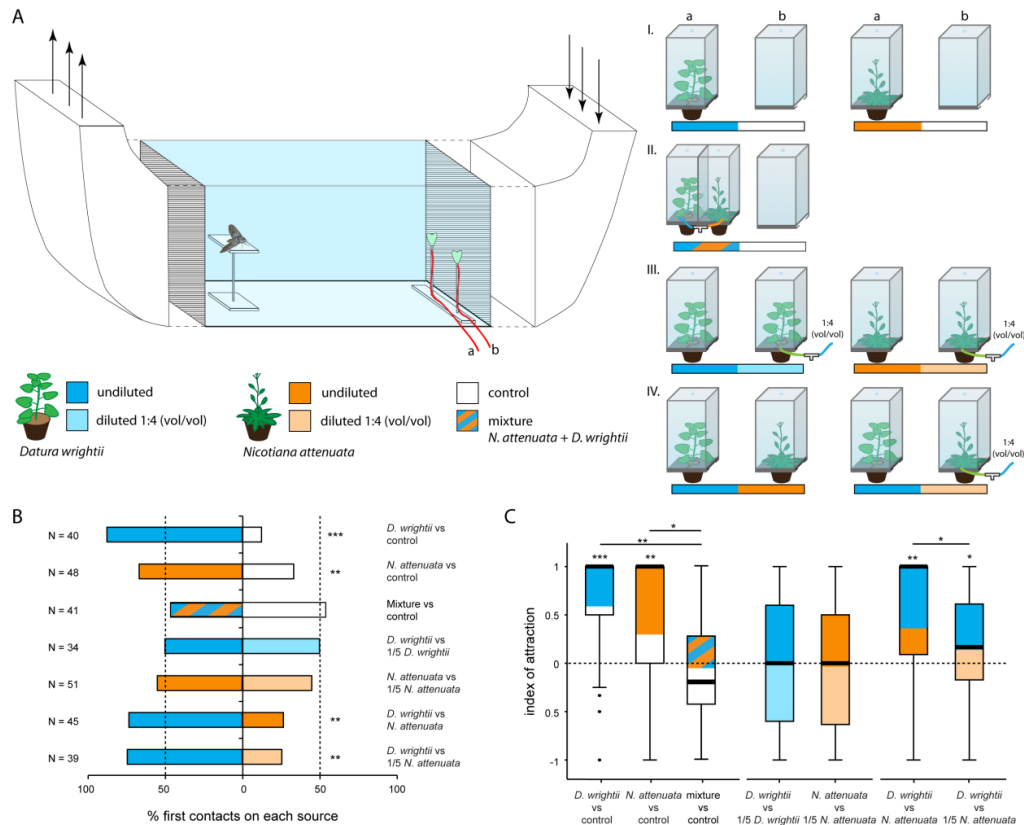 A
a
b
undiluted
diluted 1:4 (vol/vol)
Datura wrightii
undiluted
diluted 1:4 (vol/vol)
Nicotiana attenuata
control
mixture
N. attenuata + D. wrightii
a
b
a
b
I.
II.
III.
1:4
(vol/vol)
1:4
(vol/vol)
IV.
1:4
(vol/vol)
B
N = 40
***
D. wrightii vs
control
N = 48
**
N. attenuata vs
control
N = 41
Mixture vs
control
N = 34
D. wrightii vs
1/5 D. wrightii
N = 51
N. attenuata vs
1/5 N. attenuata
N = 45
**
D. wrightii vs
N. attenuata
N = 39
**
D. wrightii vs
1/5 N. attenuata
100
50
0
50
100
% first contacts on each source
C
index of attraction
1
0.5
0
0.5
-1
***
**
**
*
**
*
*
D. wrightii
vs
control
N. attenuata
vs
control
mixture
vs
control
D. wrightii
vs
1/5 D. wrightii
N. attenuata
vs
1/5 N. attenuata
D. wrightii
vs
N. attenuata
D. wrightii
vs
1/5 N. attenuata